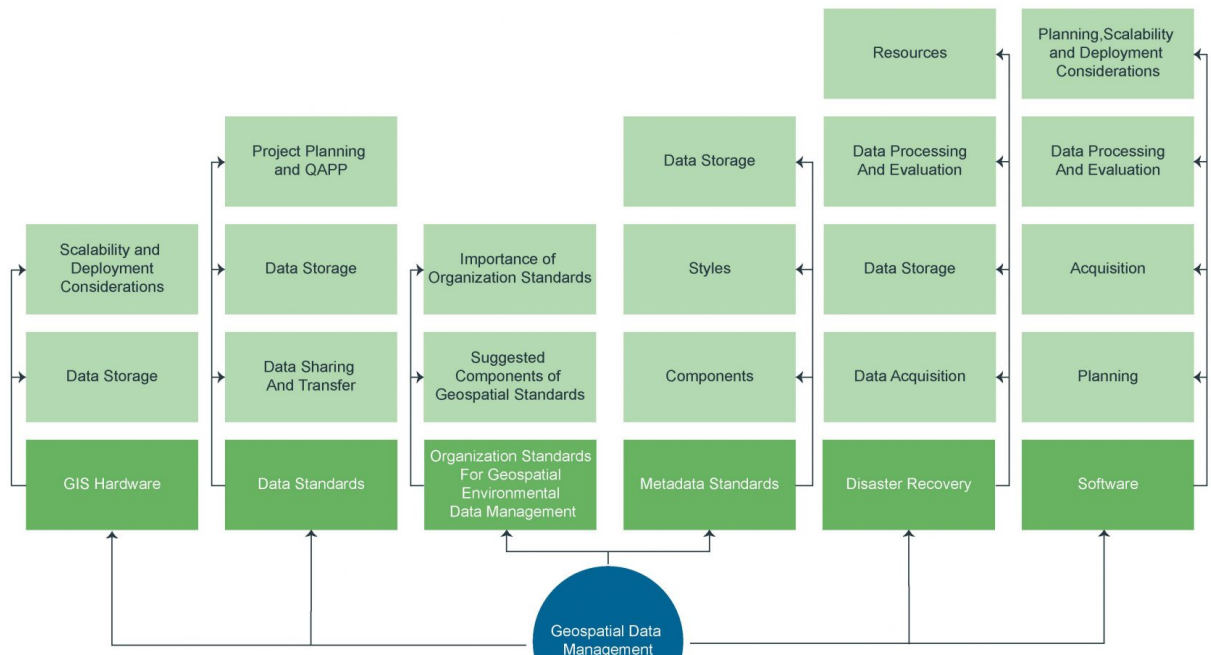 Resources
Planning,Scalability
and Deployment
Considerations
Project Planning
and QAPP
Data Storage
Data Processing
And Evaluation
Data Processing
And Evaluation
Scalability and
Deployment
Considerations
Data Storage
Importance of
Organization Standards
Styles
Data Storage
Acquisition
Data Storage
Data Sharing
And Transfer
Suggested
Components of
Geospatial Standards
Components
Data Acquisition
Planning
GIS Hardware
Data Standards
Organization Standards
For Geospatial
Environmental
Data Management
Metadata Standards
Disaster Recovery
Software
Geospatial Data
Management